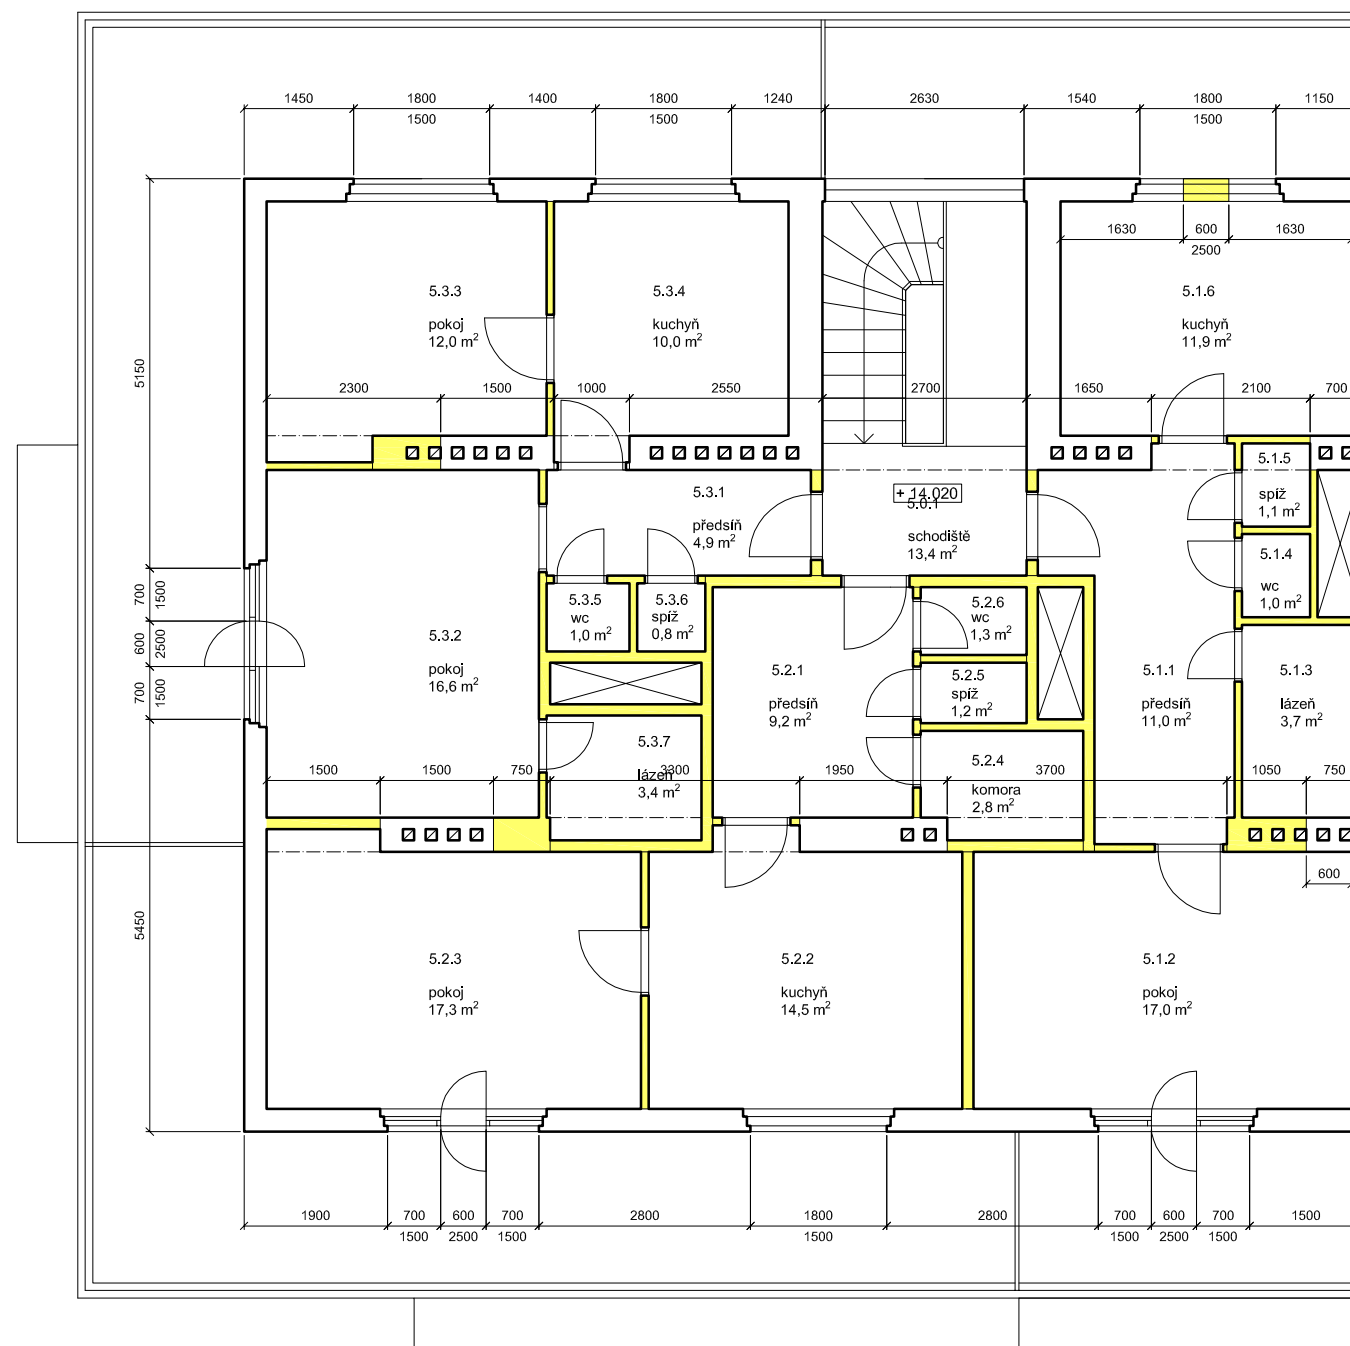 1450 1800 1400 1800 1240 2630 1540 1800 1150
1500 1500 1500
1630 600 1630
2500
5.3.3
pokoj
12,0 m²
5.3.4
kuchyň
10,0 m²
5.1.6
kuchyň
11,9 m²
5150
2300 1500 1000 2550 2700 1650 2100 700
5.3.1
předsíň
4,9 m²
+ 14.020
5.0.1
schodiště
13,4 m²
5.1.5
spíž
1,1 m²
5.1.4
wc
1,0 m²
700
1500
600
2500
700
1500
5.3.2
pokoj
16,6 m²
5.3.5
wc
1,0 m²
5.3.6
spíž
0,8 m²
5.2.6
wc
1,3 m²
5.2.1
předsíň
9,2 m²
5.2.5
spíž
1,2 m²
5.1.1
předsíň
11,0 m²
5.1.3
lázeň
3,7 m²
5.3.7
lázeň
3,4 m²
5.2.4
komora
2,8 m²
1500 1500 750 3300 1950 3700 1050 750
600
5450
5.2.3
pokoj
17,3 m²
5.2.2
kuchyň
14,5 m²
5.1.2
pokoj
17,0 m²
1900 700 600 700 2800 1800 2800 700 600 700 1500
1500 2500 1500 1500 1500 2500 1500